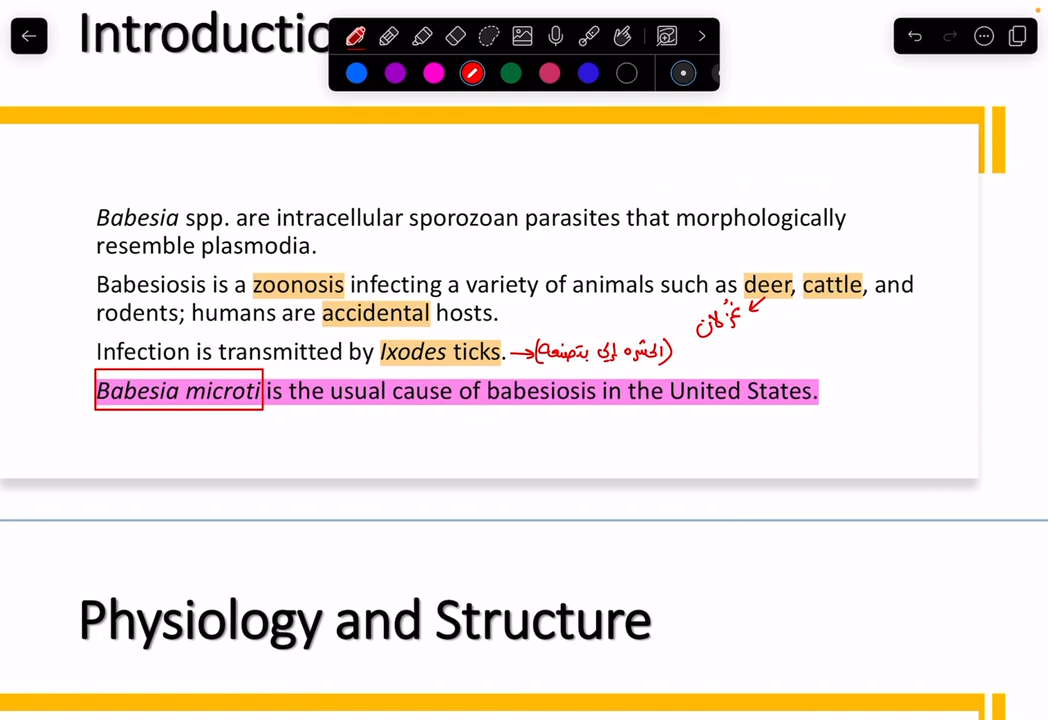 Introductio
Babesia spp. are intracellular sporozoan parasites that morphologically
resemble plasmodia.
Babesiosis is a zoonosis infecting a variety of animals such as deer, cattle, and
rodents; humans are accidental hosts.
غزلان
Infection is transmitted by Ixodes ticks. → (الحشره إلي)
Babesia microti is the usual cause of babesiosis in the United States.
Physiology and Structure